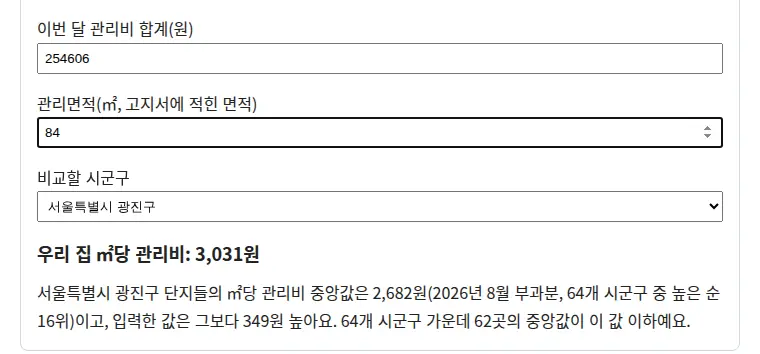 이번 달 관리비 합계(원)
254606
관리면적(㎡, 고지서에 적힌 면적)
84
비교할 시군구
서울특별시 광진구
우리 집 ㎡당 관리비: 3,031원
서울특별시 광진구 단지들의 ㎡당 관리비 중앙값은 2,682원(2026년 8월 부과분, 64개 시군구 중 높은 순
16위)이고, 입력한 값은 그보다 349원 높아요. 64개 시군구 가운데 62곳의 중앙값이 이 값 이하예요.